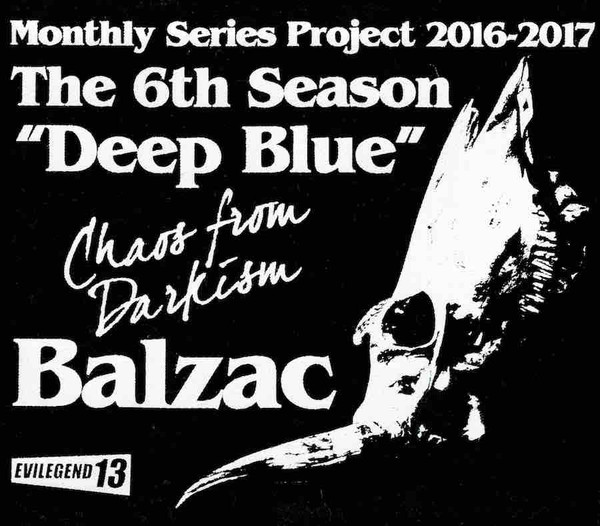 Monthly Series Project 2016-2017
The 6th Season
"Deep Blue"
Chaos from
Darkism
Balzac
EVILEGEND 13